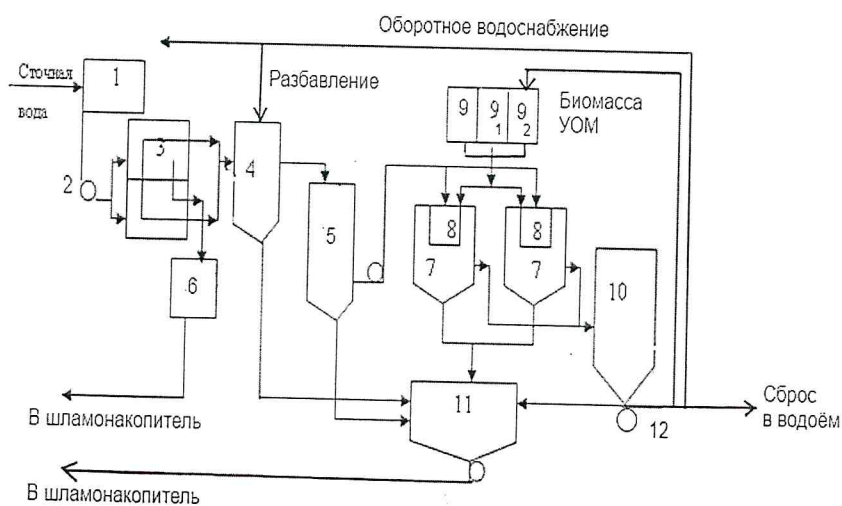 Оборотное водоснабжение
Сточная
вода
1
Разбавление
9
9
1
9
2
Биомасса
УОМ
2
3
4
5
8
8
7
7
6
10
11
12
Сброс
в водоём
В шламонакопитель
В шламонакопитель